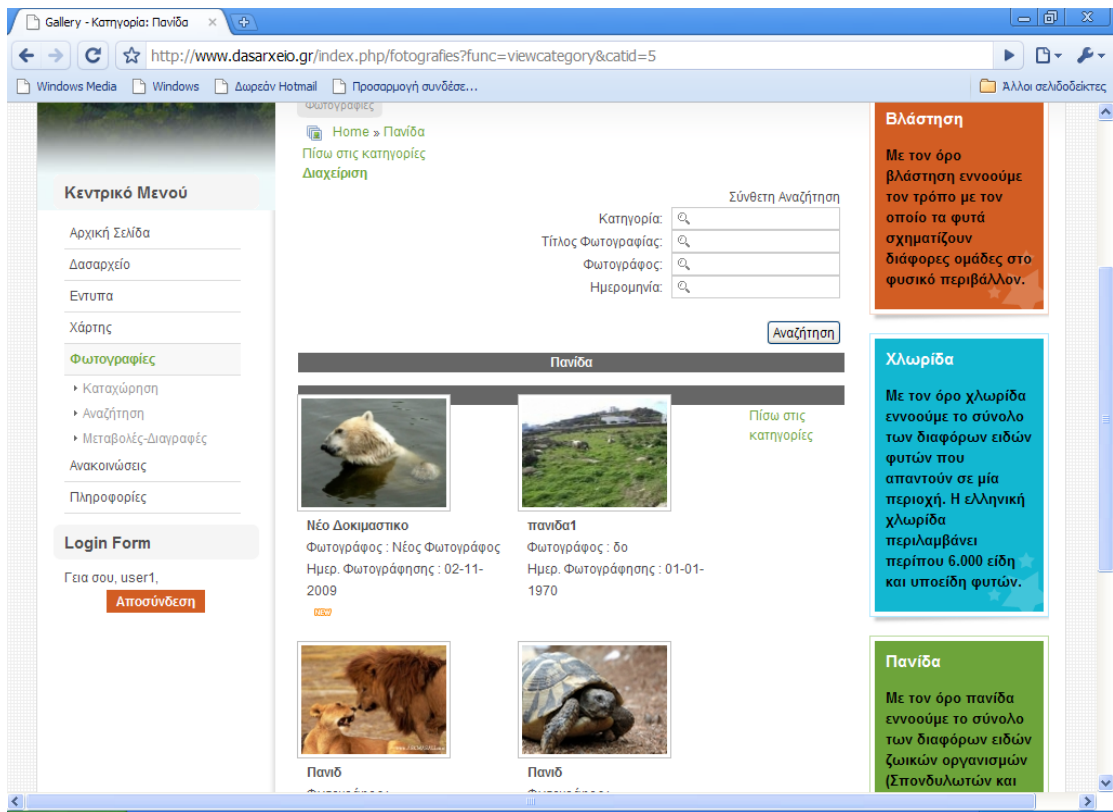 Gallery - Κατηγορία: Πανίδα
http://www.dasarxeio.gr/index.php/fotografies?func=viewcategory&catid=5
Windows Media
Windows
Δωρεάν Hotmail
Προσαρμογή συνδέσε...
Άλλοι σελιδοδείκτες
Κεντρικό Μενού
Αρχική Σελίδα
Δασαρχείο
Εντυπα
Χάρτης
Φωτογραφίες
Καταχώρηση
Αναζήτηση
Μεταβολές-Διαγραφές
Ανακοινώσεις
Πληροφορίες
Login Form
Γεια σου, user1,
Αποσύνδεση
Φωτογραφίες
Home » Πανίδα
Πίσω στις κατηγορίες
Διαχείριση
Σύνθετη Αναζήτηση
Κατηγορία:
Τίτλος Φωτογραφίας:
Φωτογράφος:
Ημερομηνία:
Αναζήτηση
Πανίδα
Νέο Δοκιμαστικο
Φωτογράφος : Νέος Φωτογράφος
Ημερ. Φωτογράφησης : 02-11-
2009
NEW
πανιδα1
Φωτογράφος : δο
Ημερ. Φωτογράφησης : 01-01-
1970
Πίσω στις
κατηγορίες
Πανιδ
Πανιδ
Βλάστηση
Με τον όρο
βλάστηση εννοούμε
τον τρόπο με τον
οποίο τα φυτά
σχηματίζουν
διάφορες ομάδες στο
φυσικό περιβάλλον.
Χλωρίδα
Με τον όρο χλωρίδα
εννοούμε το σύνολο
των διαφόρων ειδών
φυτών που
απαντούν σε μία
περιοχή. Η ελληνική
χλωρίδα
περιλαμβάνει
περίπου 6.000 είδη
και υποείδη φυτών.
Πανίδα
Με τον όρο πανίδα
εννοούμε το σύνολο
των διαφόρων ειδών
ζωικών οργανισμών
(Σπονδυλωτών και